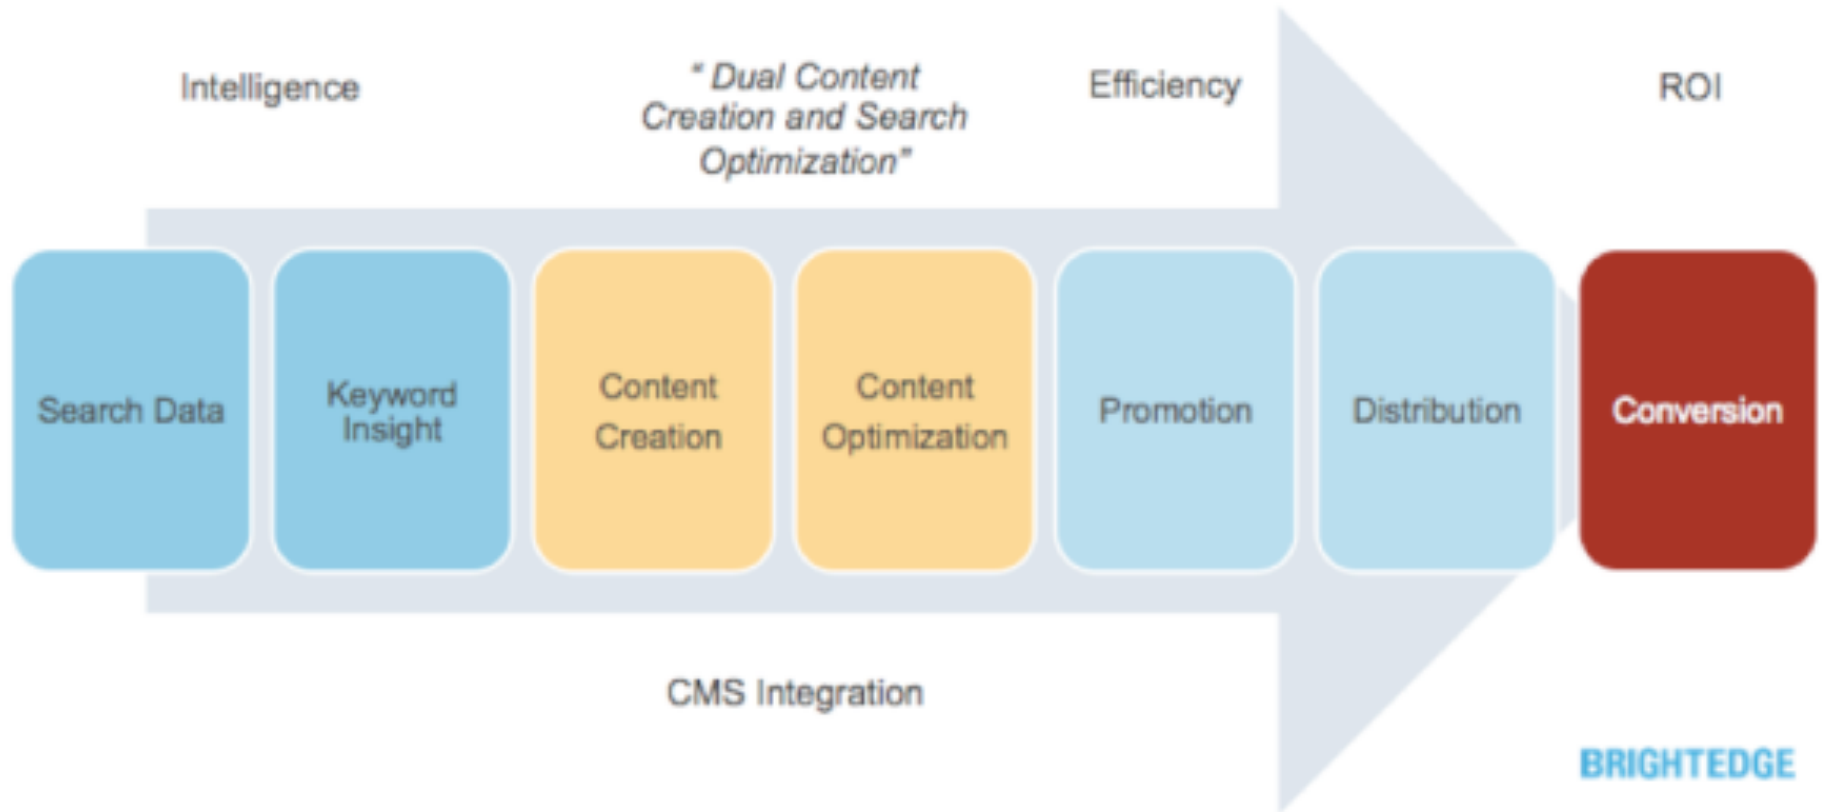 Intelligence
“ Dual Content
Creation and Search
Optimization”
Efficiency
ROI
Search Data
Keyword
Insight
Content
Creation
Content
Optimization
Promotion
Distribution
Conversion
CMS Integration
BRIGHTEDGE